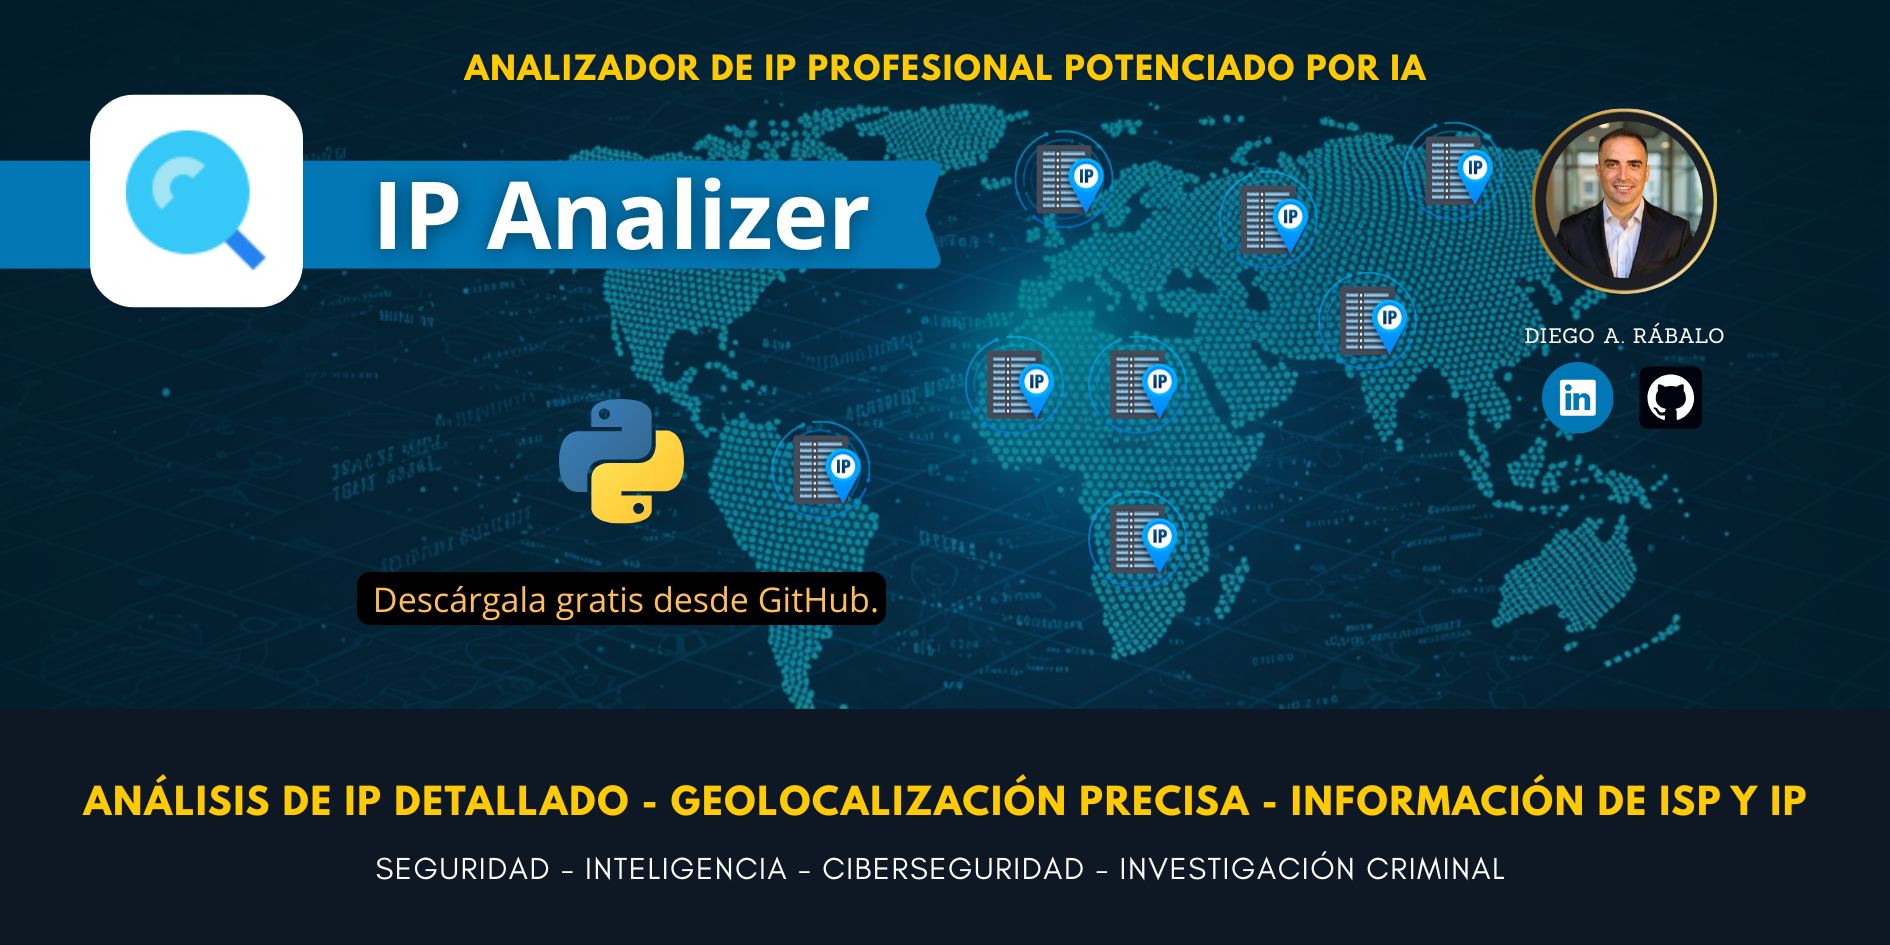 ANALIZADOR DE IP PROFESIONAL POTENCIADO POR IA
IP Analizer
IP
IP
IP
IP
IP
IP
IP
IP
DIEGO A. RÁBALO
in
Descárgala gratis desde GitHub.
ANÁLISIS DE IP DETALLADO - GEOLOCALIZACIÓN PRECISA - INFORMACIÓN DE ISP Y IP
SEGURIDAD – INTELIGENCIA – CIBERSEGURIDAD – INVESTIGACIÓN CRIMINAL